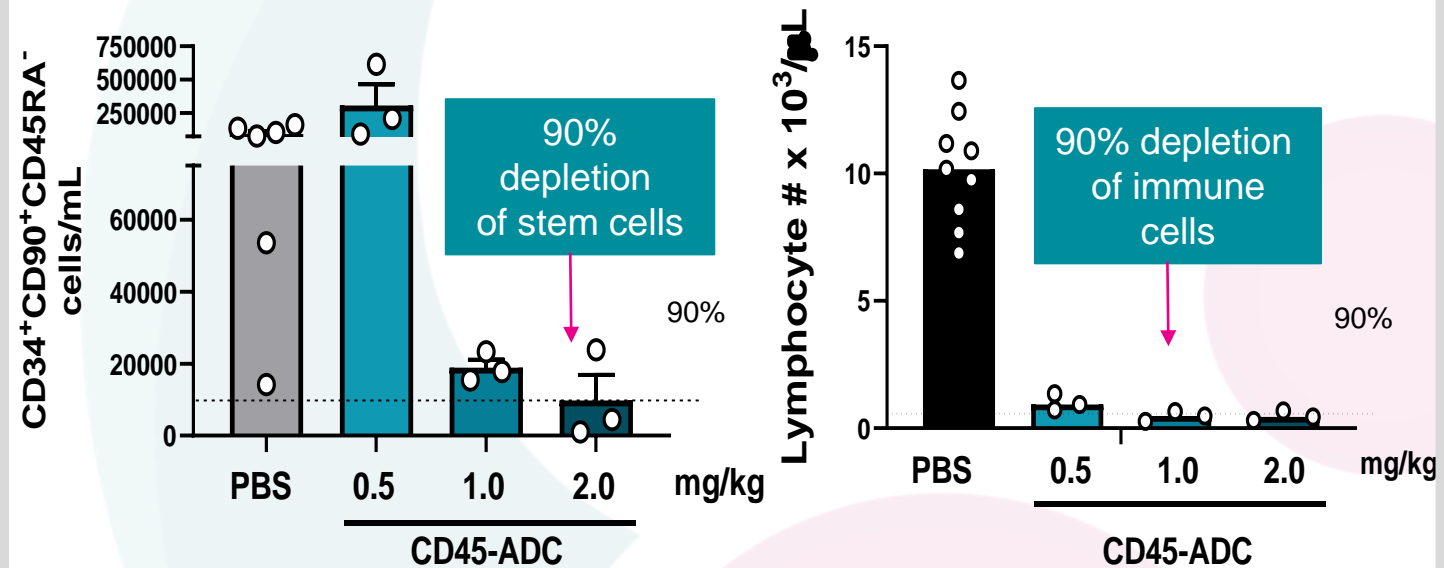 CD34+CD90+CD45RA-
cells/mL
750000
500000
250000
60000
40000
20000
0
90%
depletion
of stem cells
90%
PBS
0.5
1.0
2.0
mg/kg
CD45-ADC
Lymphocyte # x 10³/ L
15
10
5
0
90% depletion
of immune
cells
90%
PBS
0.5
1.0
2.0
mg/kg
CD45-ADC